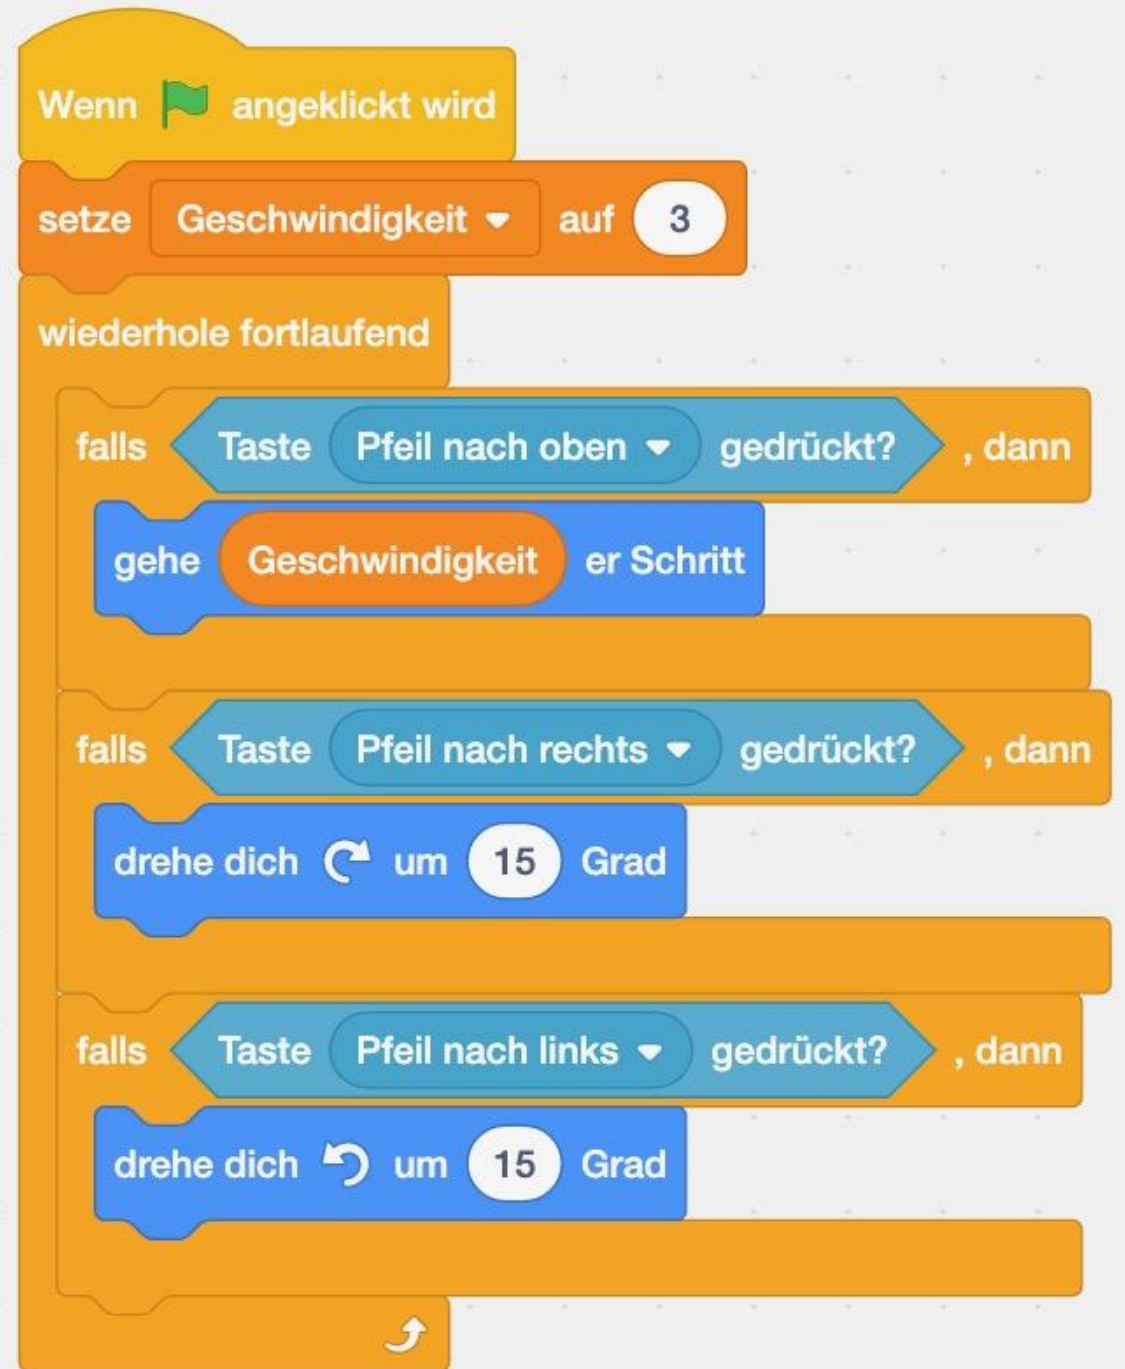 Wenn angeklickt wird
setze Geschwindigkeit auf 3
wiederhole fortlaufend
falls Taste Pfeil nach oben gedrückt? , dann
gehe Geschwindigkeit er Schritt
falls Taste Pfeil nach rechts gedrückt? , dann
drehe dich um 15 Grad
falls Taste Pfeil nach links gedrückt? , dann
drehe dich um 15 Grad